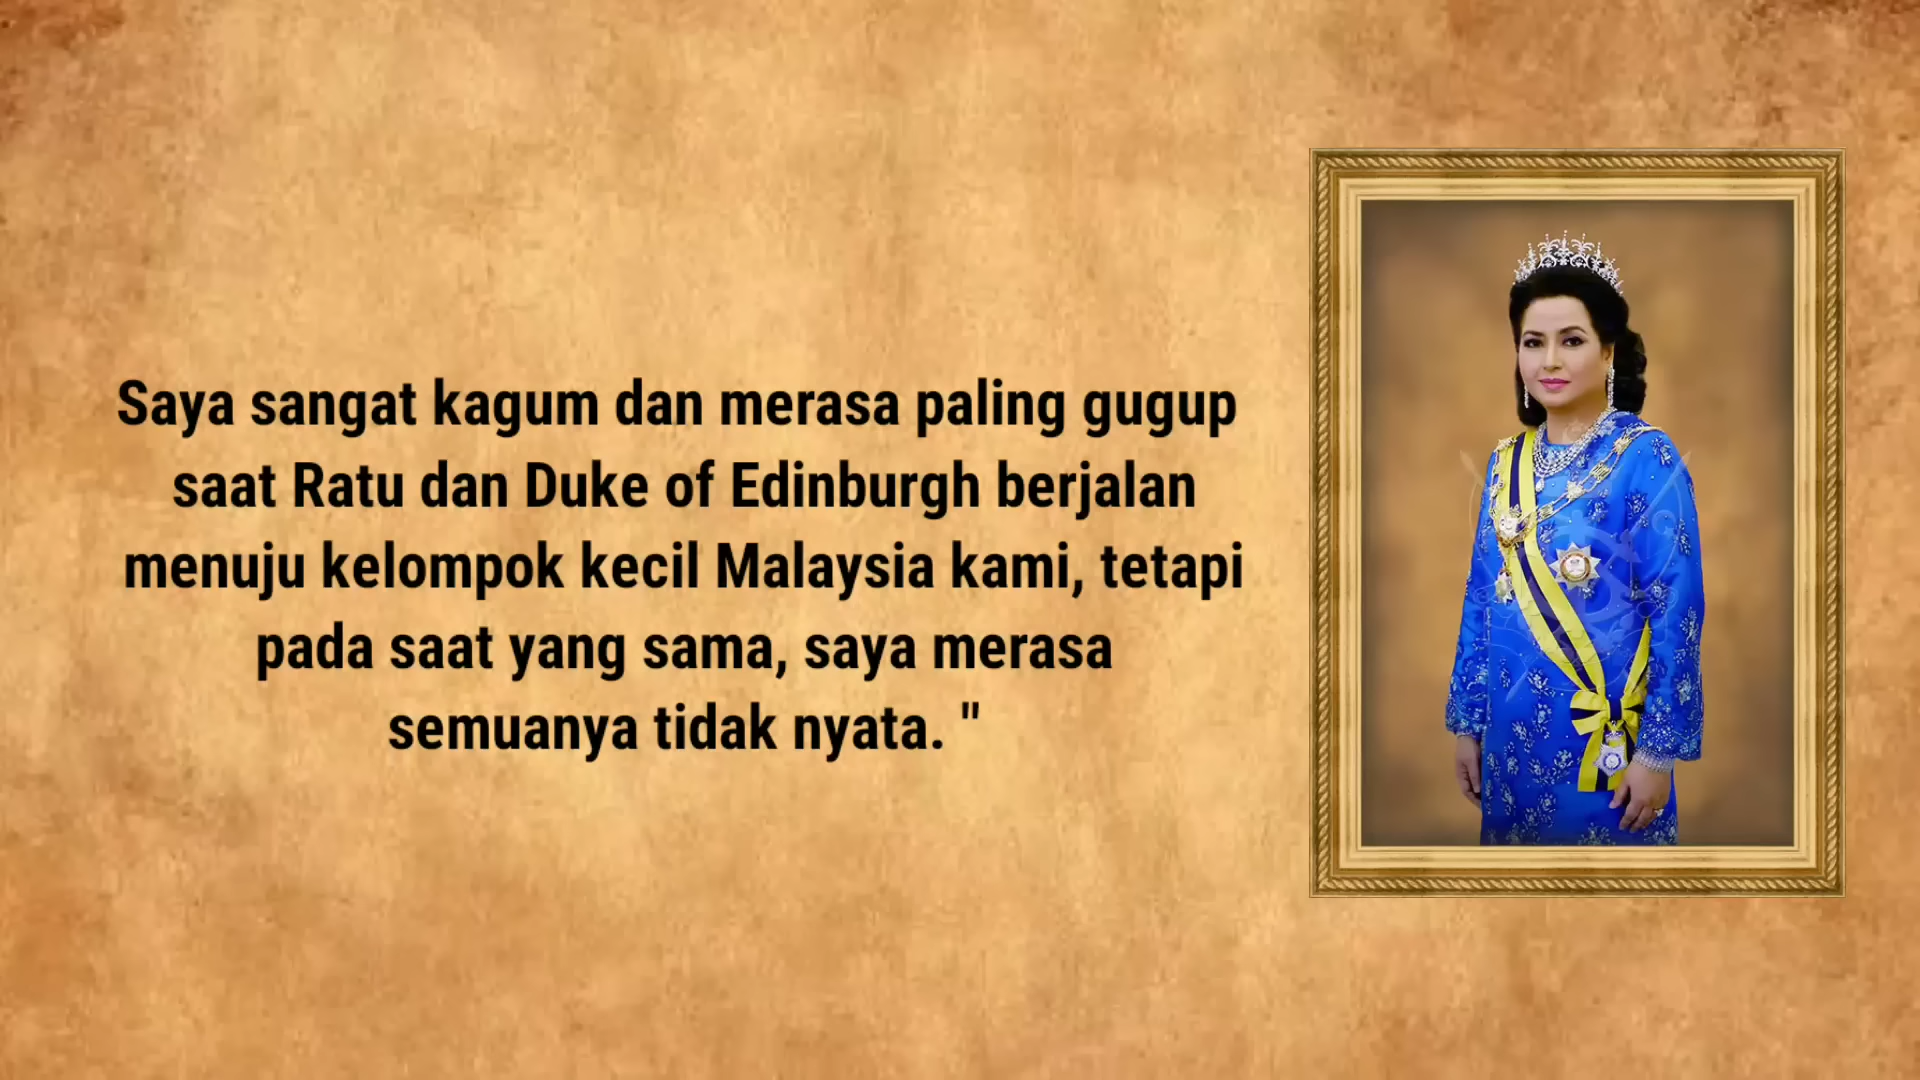 Saya sangat kagum dan merasa paling gugup
saat Ratu dan Duke of Edinburgh berjalan
menuju kelompok kecil Malaysia kami, tetapi
pada saat yang sama, saya merasa
semuanya tidak nyata. "